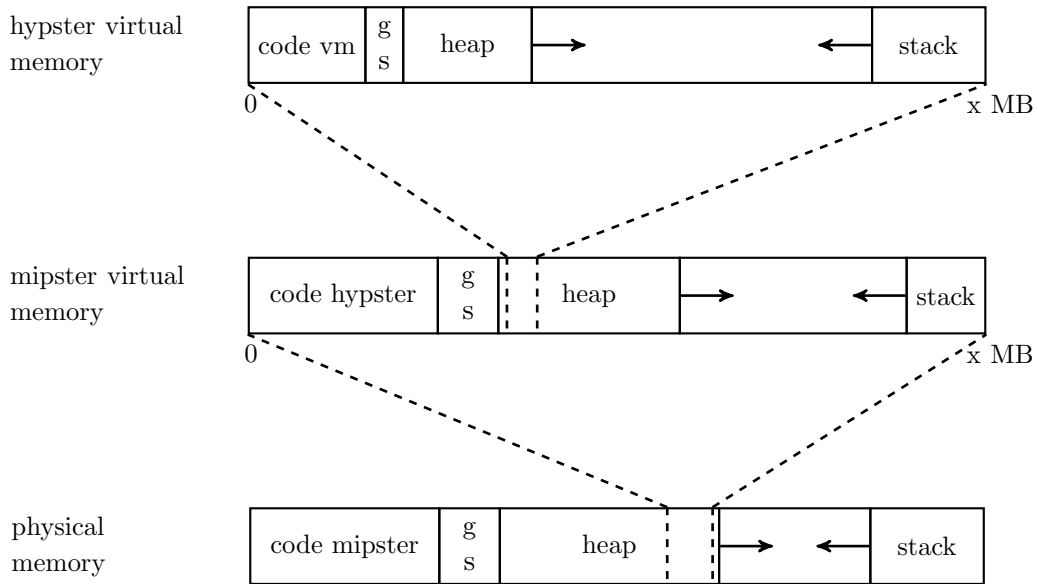 hypster virtual
memory
code vm
g
s
heap
stack
0
x MB
mipster virtual
memory
code hypster
g
s
heap
stack
0
x MB
physical
memory
code mipster
g
s
heap
stack